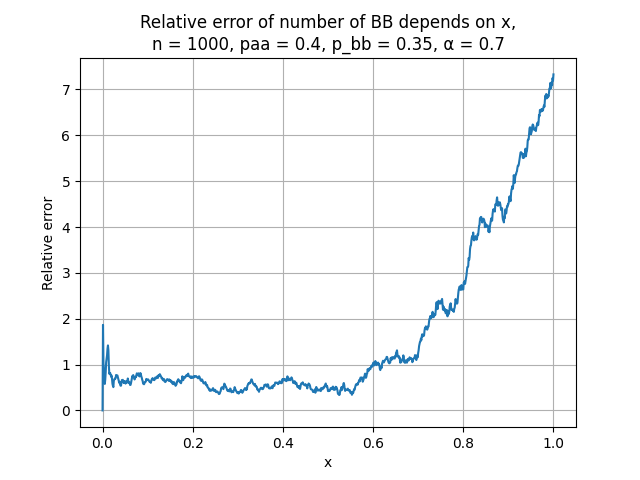 Relative error of number of BB depends on x,
n = 1000, paa = 0.4, p_bb = 0.35, α = 0.7
Relative error
7
6
5
4
3
2
1
0
0.0 0.2 0.4 0.6 0.8 1.0
x